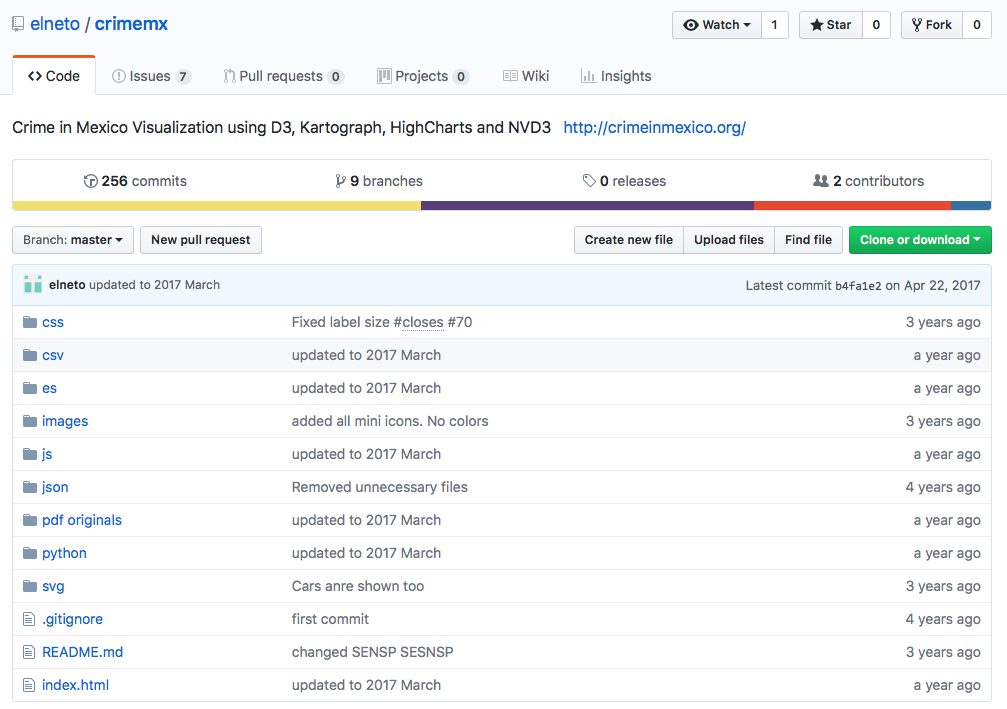 elneto / crimemx Watch 1 Star 0 Fork 0
Code Issues 7 Pull requests 0 Projects 0 Wiki Insights
Crime in Mexico Visualization using D3, Kartograph, HighCharts and NVD3 http://crimeinmexico.org/
256 commits 9 branches 0 releases 2 contributors
Branch: master New pull request Create new file Upload files Find file Clone or download
elneto updated to 2017 March Latest commit b4fa1e2 on Apr 22, 2017
css Fixed label size #closes #70 3 years ago
csv updated to 2017 March a year ago
es updated to 2017 March a year ago
images added all mini icons. No colors 3 years ago
js updated to 2017 March a year ago
json Removed unnecessary files 4 years ago
pdf originals updated to 2017 March a year ago
python updated to 2017 March a year ago
svg Cars anre shown too 3 years ago
.gitignore first commit 4 years ago
README.md changed SENSP SESNSP 3 years ago
index.html updated to 2017 March a year ago